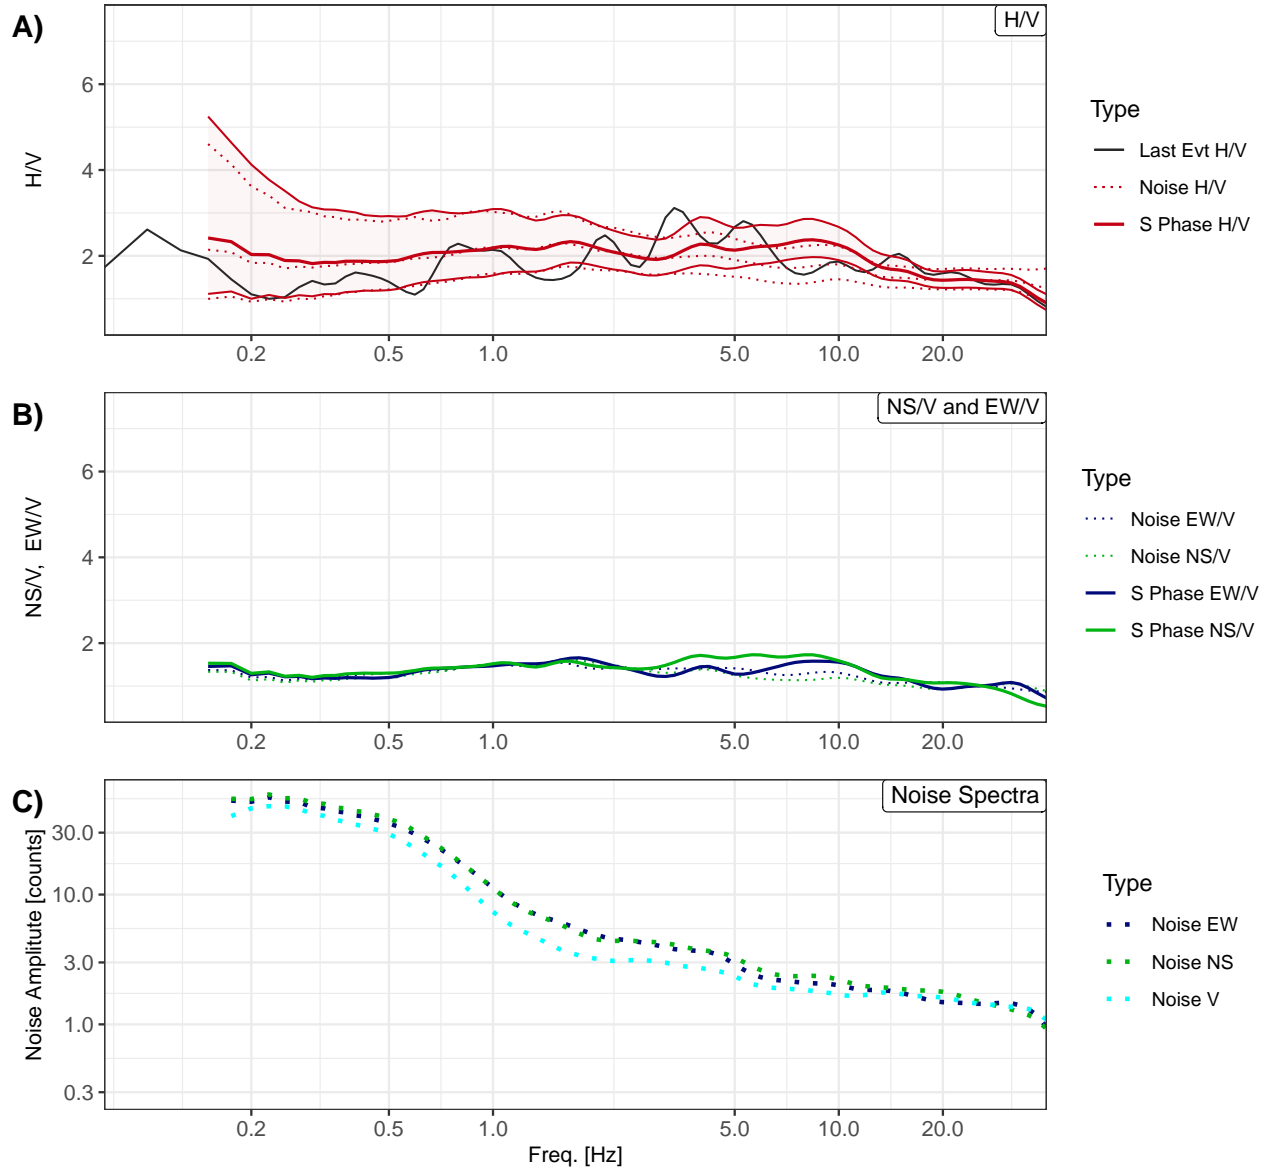 A)
H/V
6
4
2
H/V
0.2 0.5 1.0 5.0 10.0 20.0
Type
Last Evt H/V
Noise H/V
S Phase H/V
B)
NS/V and EW/V
6
4
2
NS/V, EW/V
0.2 0.5 1.0 5.0 10.0 20.0
Type
Noise EW/V
Noise NS/V
S Phase EW/V
S Phase NS/V
C)
Noise Spectra
30.0
10.0
3.0
1.0
0.3
Noise Amplitute [counts]
0.2 0.5 1.0 5.0 10.0 20.0
Freq. [Hz]
Type
Noise EW
Noise NS
Noise V